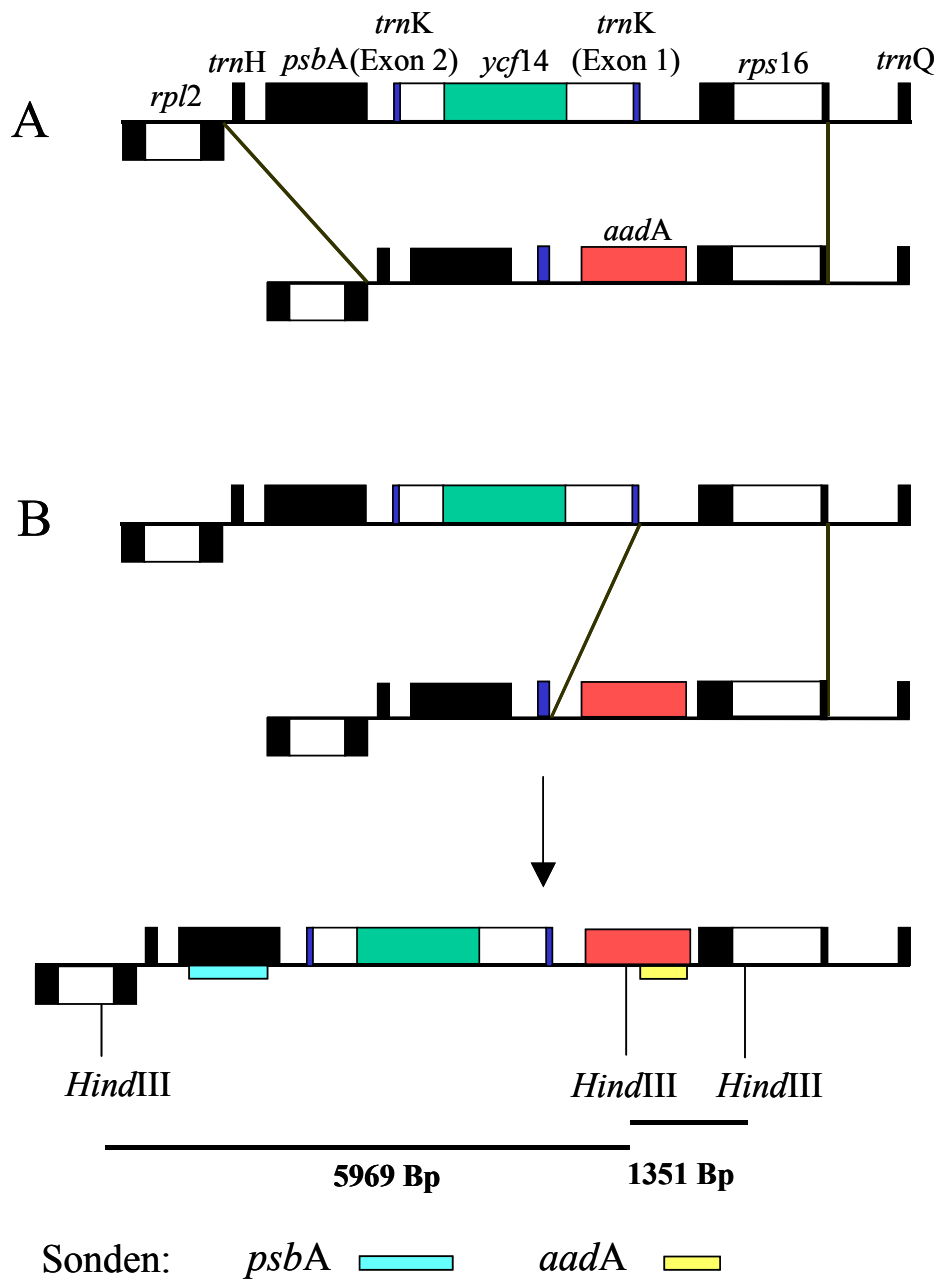 trnK trnK
trnH psbA (Exon 2) ycf14 (Exon 1) rps16 trnQ
rpl2
A
aadA
B
HindIII HindIII HindIII
5969 Bp 1351 Bp
Sonden: psbA aadA